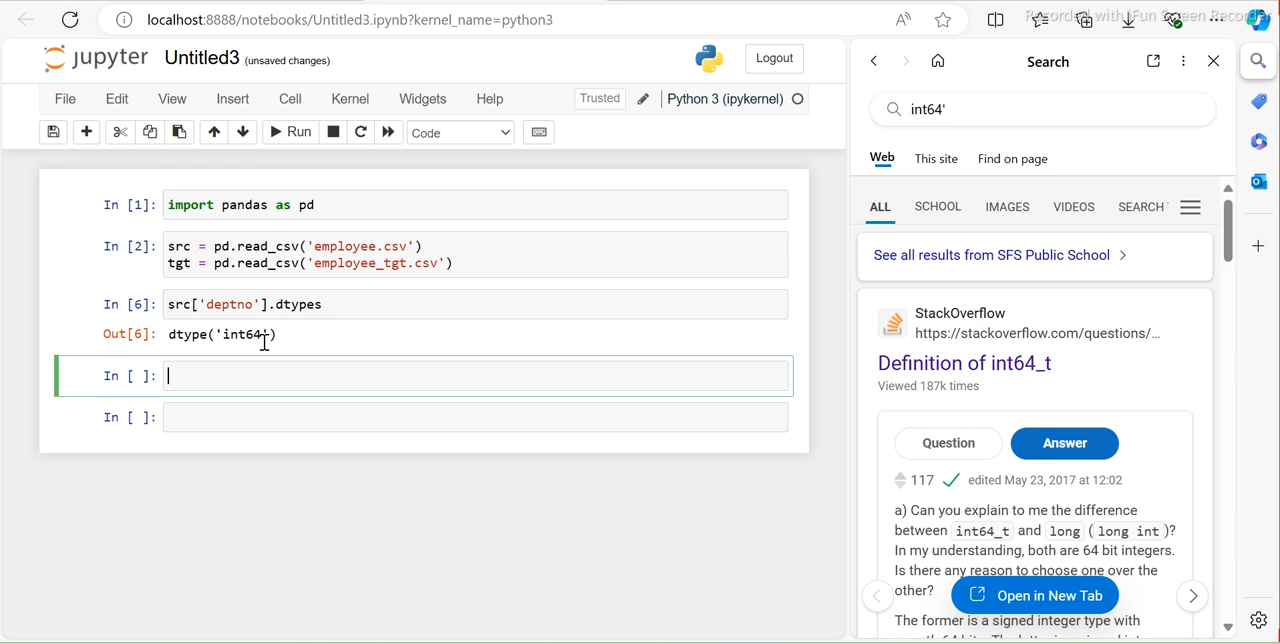 localhost:8888/notebooks/Untitled3.ipynb?kernel_name=python3
Recorded with iFun Screen Recorder
jupyter Untitled3 (unsaved changes)
Logout
File Edit View Insert Cell Kernel Widgets Help
Trusted
Python 3 (ipykernel)
Run
Code
In [1]: import pandas as pd
In [2]: src = pd.read_csv('employee.csv')
tgt = pd.read_csv('employee_tgt.csv')
In [6]: src['deptno'].dtypes
Out[6]: dtype('int64')
In [ ]:
In [ ]:
Search
int64'
Web This site Find on page
ALL SCHOOL IMAGES VIDEOS SEARCH
See all results from SFS Public School
StackOverflow
https://stackoverflow.com/questions/...
Definition of int64_t
Viewed 187k times
Question Answer
117 edited May 23, 2017 at 12:02
a) Can you explain to me the difference
between int64_t and long ( long int )?
In my understanding, both are 64 bit integers.
Is there any reason to choose one over the
other?
Open in New Tab
The former is a signed integer type with